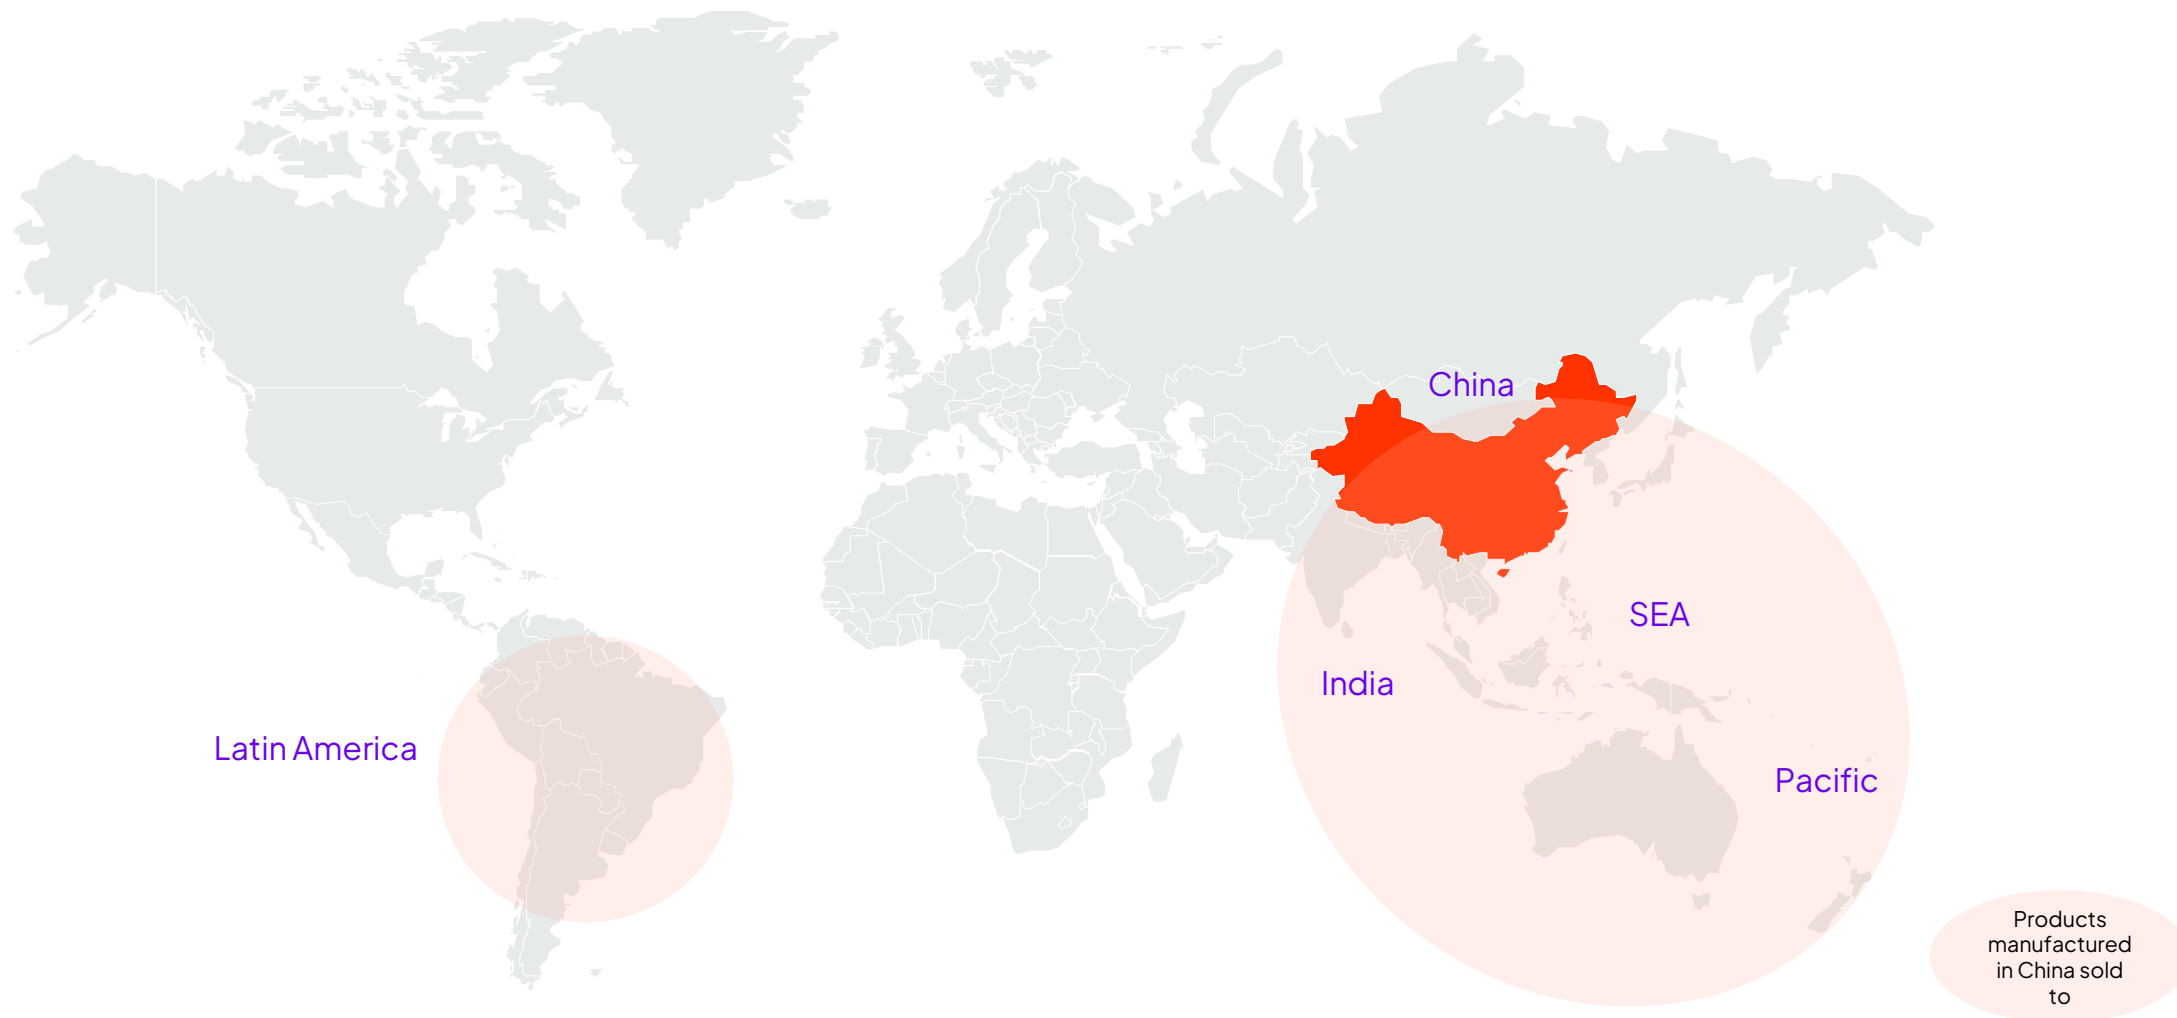 China
SEA
India
Latin America
Pacific
Products
manufactured
in China sold
to